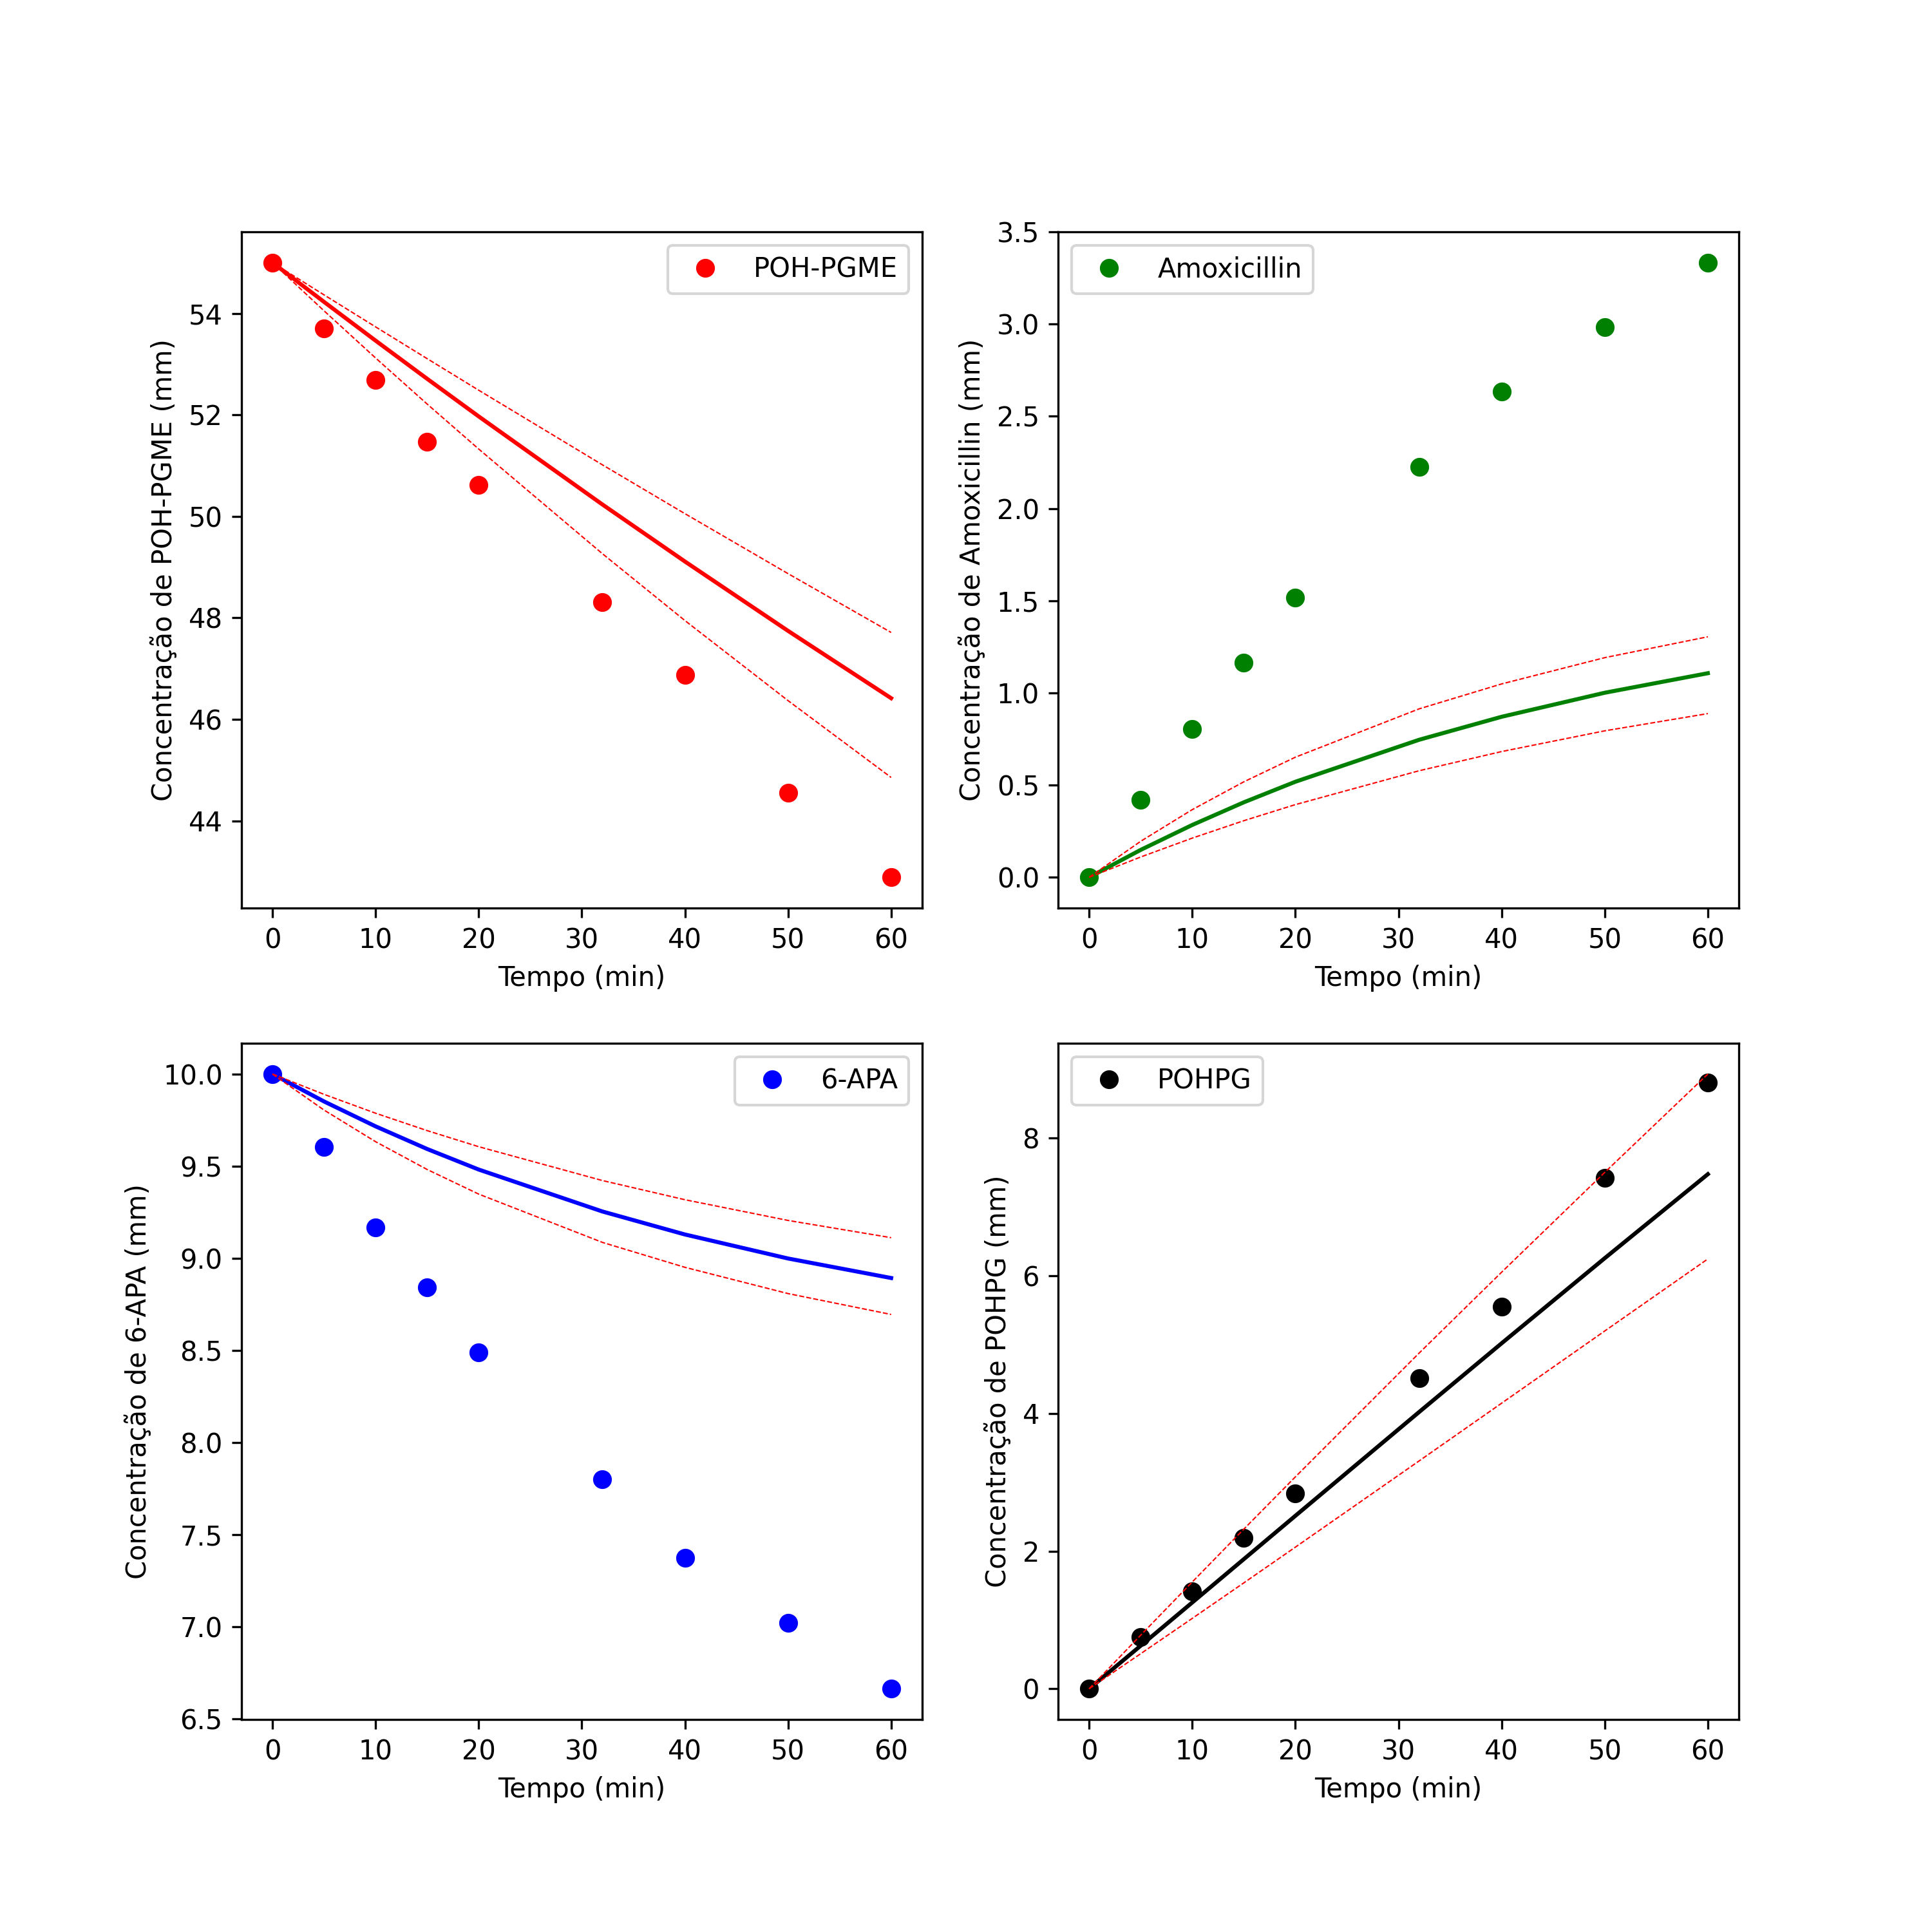 POH-PGME
Concentração de POH-PGME (mm)
54
52
50
48
46
44
0 10 20 30 40 50 60
Tempo (min)
Amoxicillin
Concentração de Amoxicillin (mm)
3.5
3.0
2.5
2.0
1.5
1.0
0.5
0.0
0 10 20 30 40 50 60
Tempo (min)
6-APA
Concentração de 6-APA (mm)
10.0
9.5
9.0
8.5
8.0
7.5
7.0
6.5
0 10 20 30 40 50 60
Tempo (min)
POHPG
Concentração de POHPG (mm)
8
6
4
2
0
0 10 20 30 40 50 60
Tempo (min)